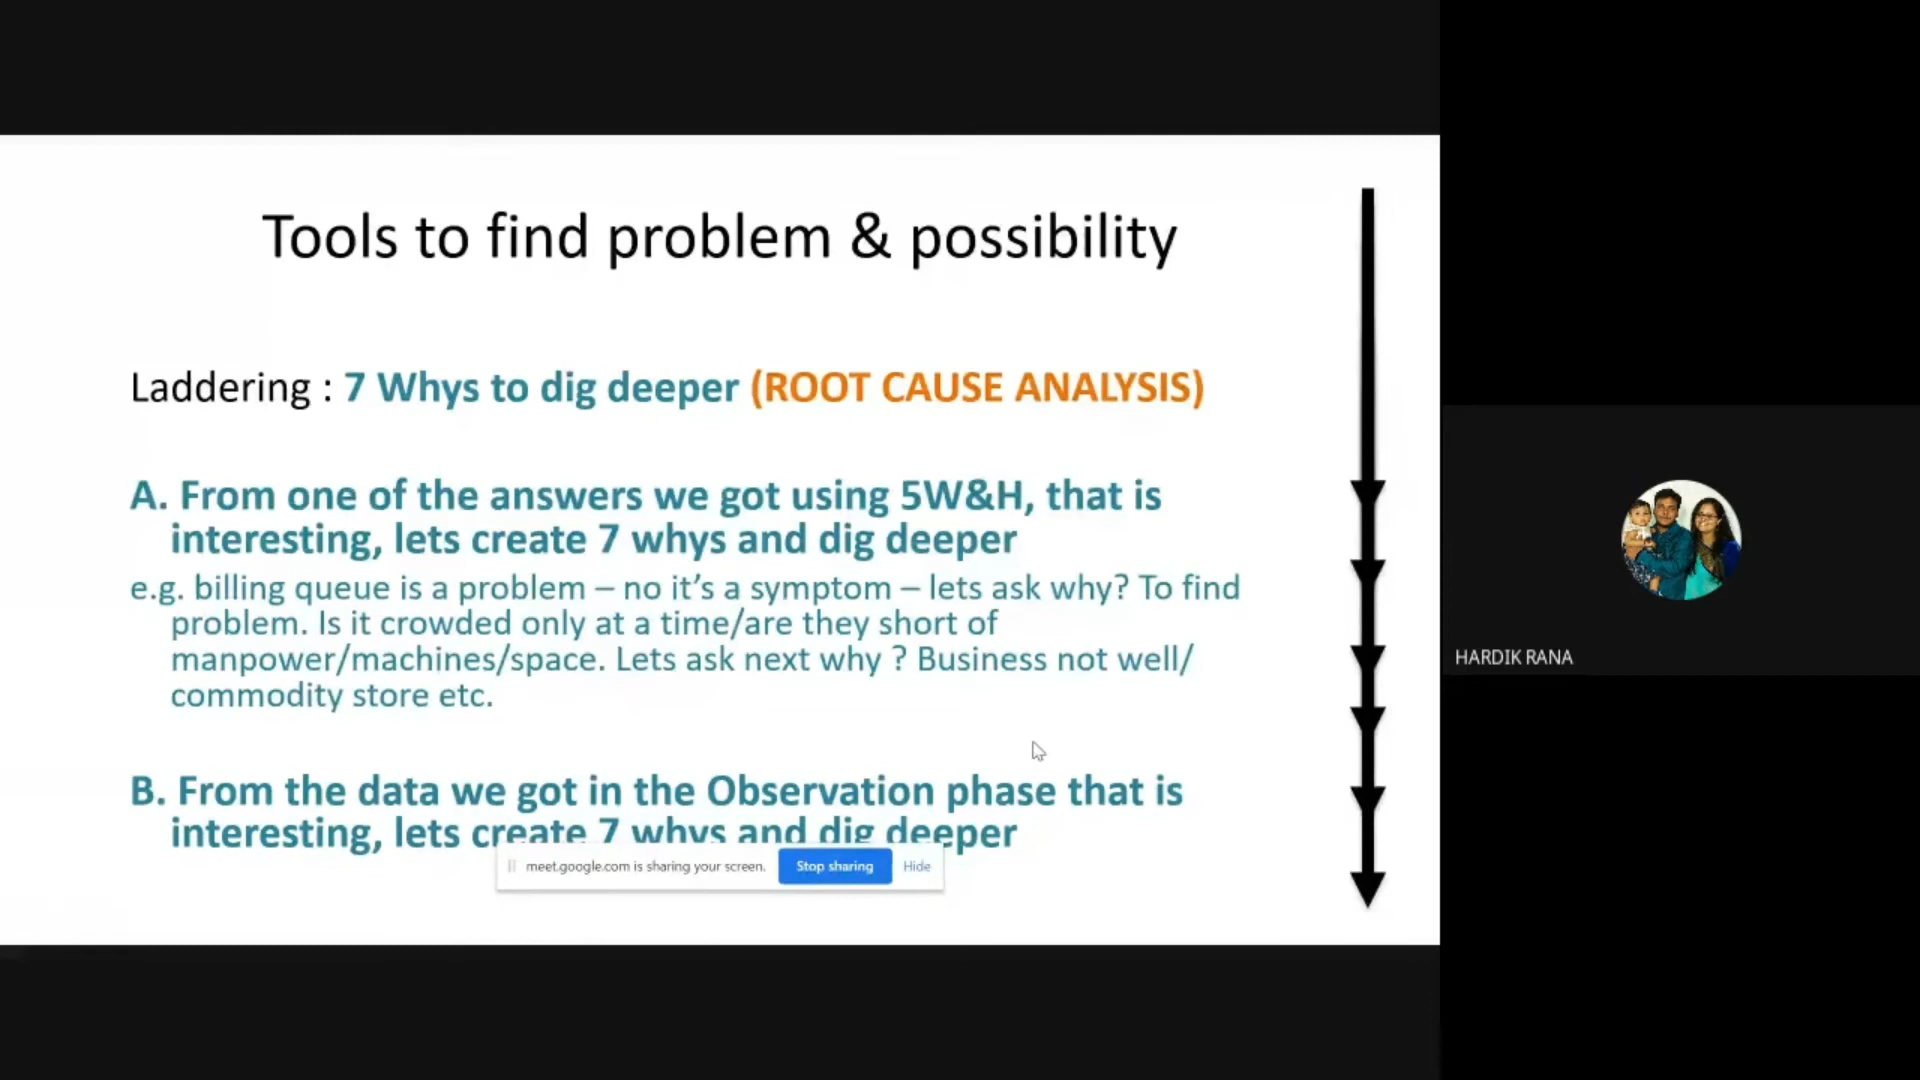 Tools to find problem & possibility
Laddering : 7 Whys to dig deeper (ROOT CAUSE ANALYSIS)
A. From one of the answers we got using 5W&H, that is
interesting, lets create 7 whys and dig deeper
e.g. billing queue is a problem – no it’s a symptom – lets ask why? To find
problem. Is it crowded only at a time/are they short of
manpower/machines/space. Lets ask next why ? Business not well/
commodity store etc.
B. From the data we got in the Observation phase that is
interesting, lets create 7 whys and dig deeper
meet.google.com is sharing your screen.
Stop sharing
Hide
HARDIK RANA